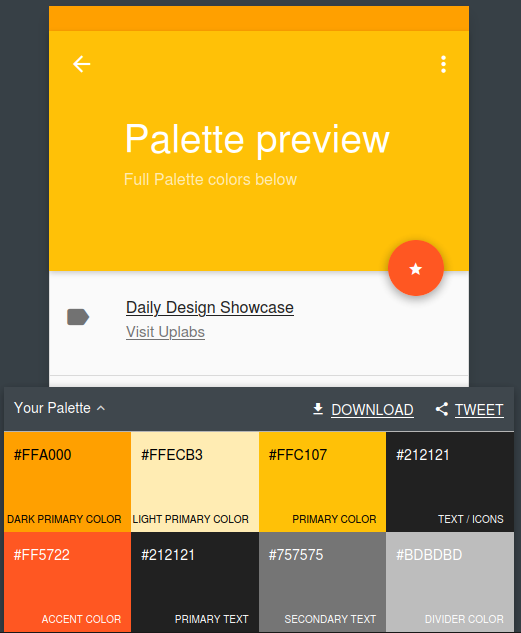 Palette preview
Full Palette colors below
Daily Design Showcase
Visit Uplabs
Your Palette
DOWNLOAD
TWEET
#FFA000
#FFECB3
#FFC107
#212121
DARK PRIMARY COLOR
LIGHT PRIMARY COLOR
PRIMARY COLOR
TEXT / ICONS
#FF5722
#212121
#757575
#BDBDBD
ACCENT COLOR
PRIMARY TEXT
SECONDARY TEXT
DIVIDER COLOR